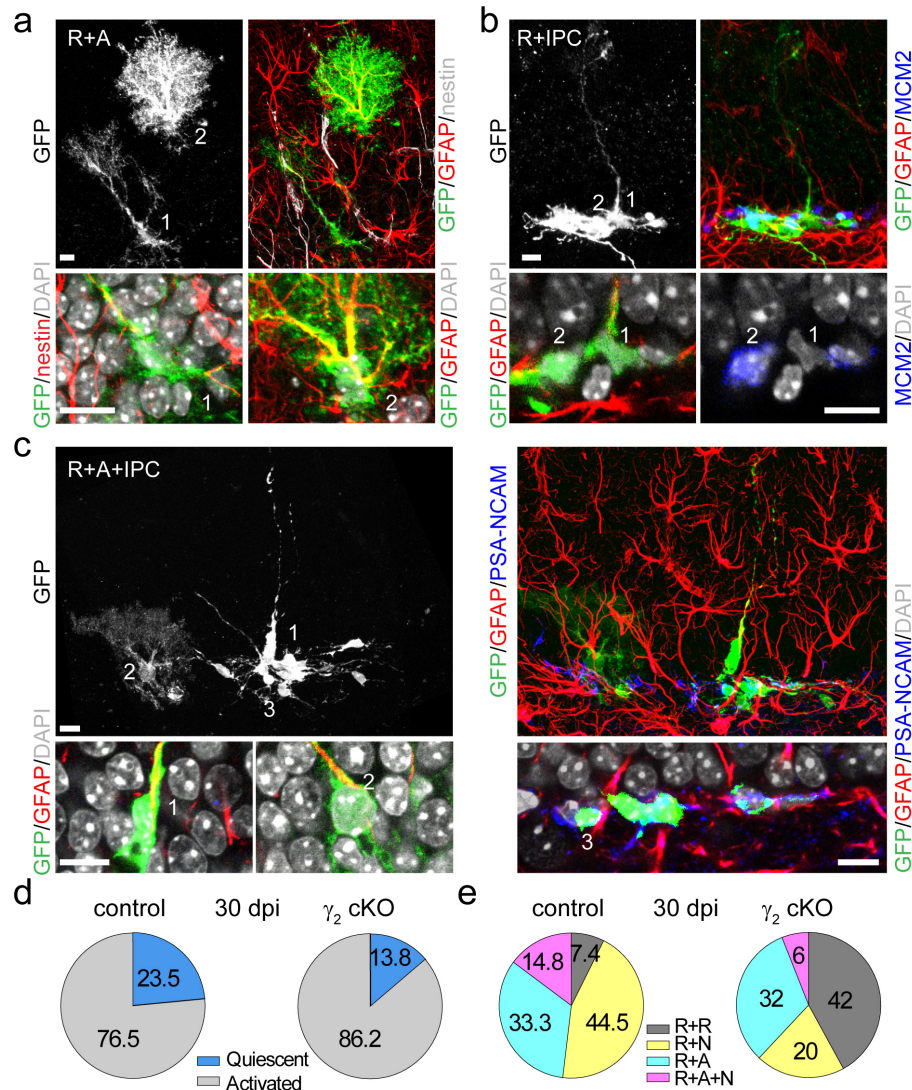 a
R+A
GFP
2
1
GFP/GFAP/nestin
GFP/nestin/DAPI
1
2
GFP/GFAP/DAPI
b
R+IPC
GFP
2 1
GFP/GFAP/MCM2
GFP/GFAP/DAPI
2 1
2 1
MCM2/DAPI
c
R+A+IPC
GFP
1
2
3
GFP/GFAP/PSA-NCAM
GFP/GFAP/DAPI
1
2
3
GFP/GFAP/PSA-NCAM/DAPI
d
control 30 dpi γ2 cKO
23.5
76.5
13.8
86.2
Quiescent
Activated
e
control 30 dpi γ2 cKO
7.4
14.8
33.3
44.5
6
32
42
20
R+R
R+N
R+A
R+A+N